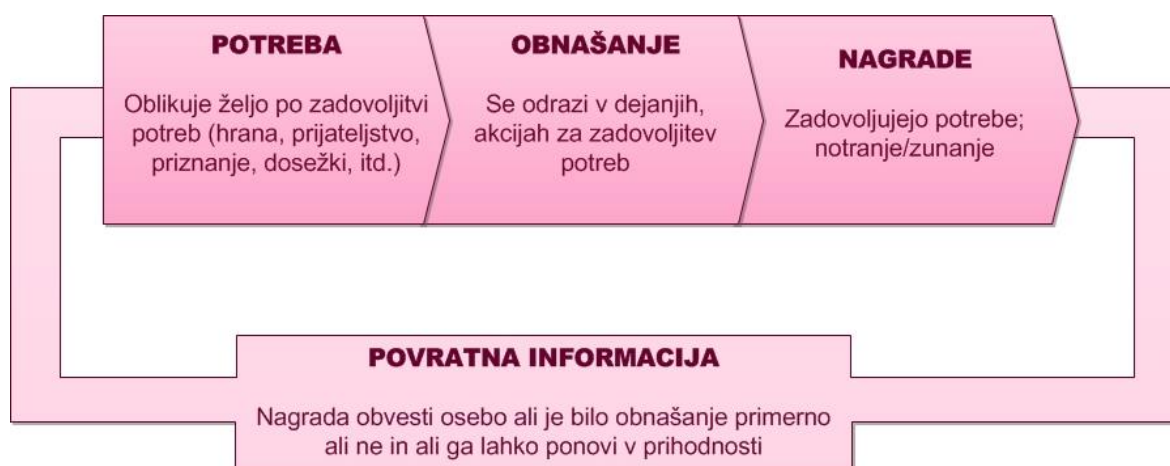 POTREBA
Oblikuje željo po zadovoljitvi
potreb (hrana, prijateljstvo,
priznanje, dosežki, itd.)
OBNAŠANJE
Se odrazi v dejanjih,
akcijah za zadovoljitev
potreb
NAGRADE
Zadovoljujejo potrebe;
notranje/zunanje
POVRATNA INFORMACIJA
Nagrada obvesti osebo ali je bilo obnašanje primerno
ali ne in ali ga lahko ponovi v prihodnosti